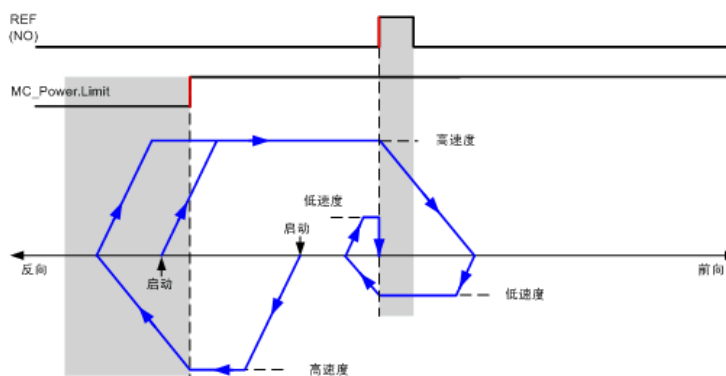 REF
(NO)
MC_Power.Limit
高速度
低速度
启动
反向
启动
前向
低速度
高速度